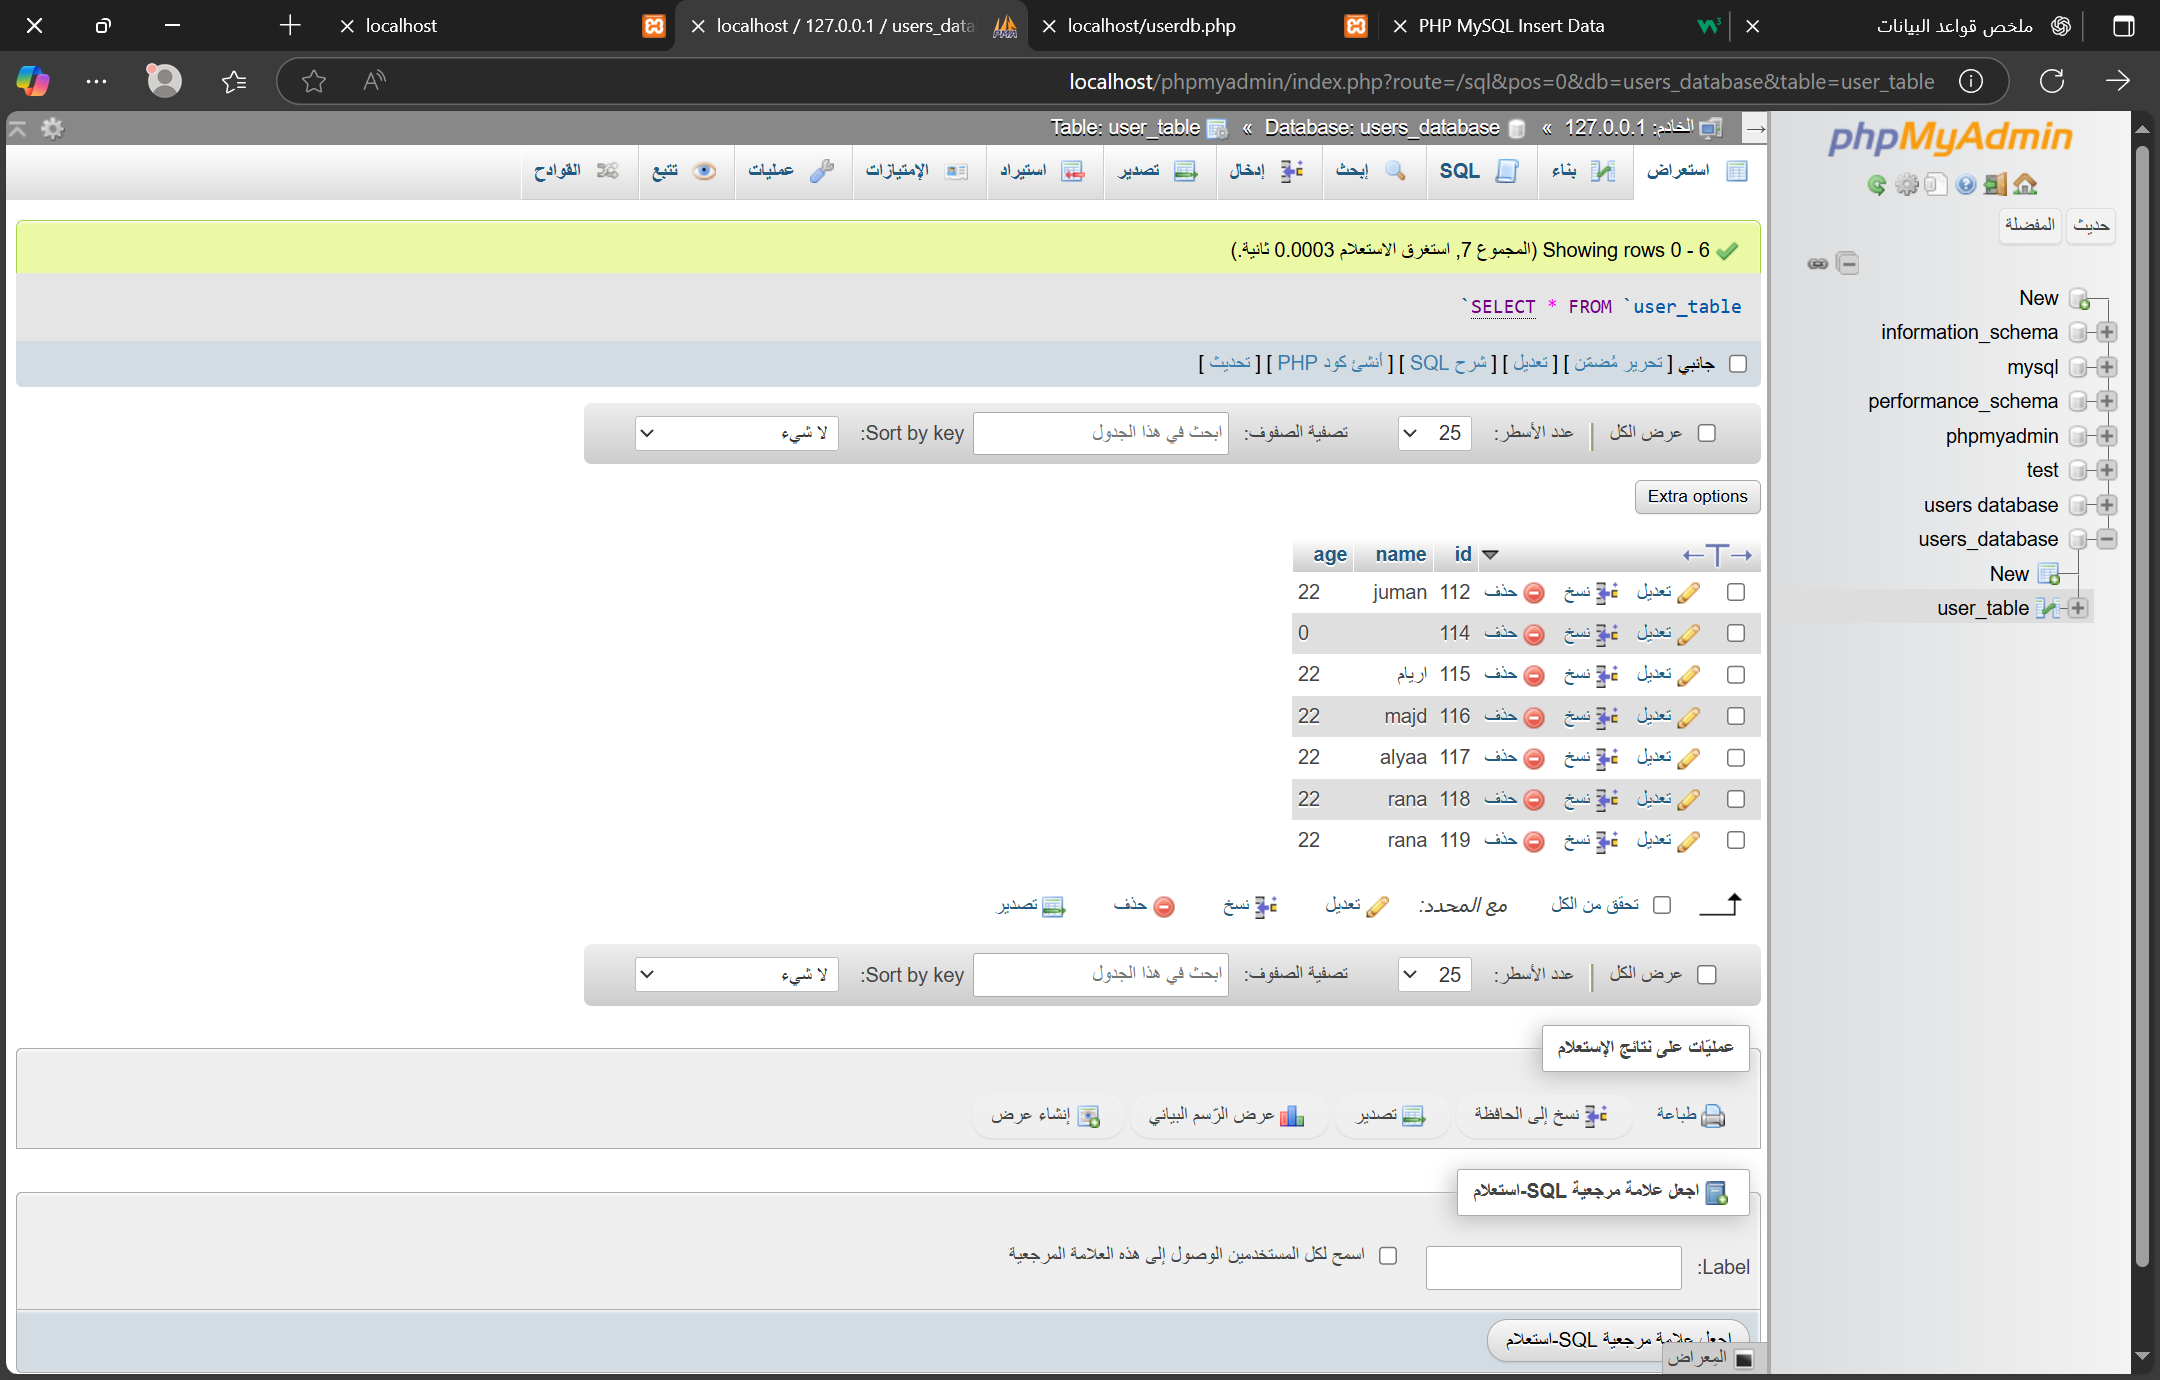 localhost
localhost / 127.0.0.1 / users_data
localhost/userdb.php
PHP MySQL Insert Data
ملخص قواعد البيانات
localhost/phpmyadmin/index.php?route=/sql&pos=0&db=users_database&table=user_table
phpMyAdmin
حديث
المفضلة
New
information_schema
mysql
performance_schema
phpmyadmin
test
users database
users_database
New
user_table
الخادم: 127.0.0.1 » Database: users_database » Table: user_table
استعراض
بناء
SQL
إبحث
إدخال
تصدير
استيراد
الإمتيازات
عمليات
تتبع
القوادح
Showing rows 0 - 6 (المجموع 7, استغرق الاستعلام 0.0003 ثانية.)
SELECT * FROM `user_table`
جانبي [ تحرير مُضمّن ] [ تعديل ] [ شرح SQL ] [ أنشئ كود PHP ] [ تحديث ]
عرض الكل | عدد الأسطر: 25 تصفية الصفوف: ابحث في هذا الجدول Sort by key: لا شيء
Extra options
id name age
تعديل نسخ حذف 112 juman 22
تعديل نسخ حذف 114 0
تعديل نسخ حذف 115 اريام 22
تعديل نسخ حذف 116 majd 22
تعديل نسخ حذف 117 alyaa 22
تعديل نسخ حذف 118 rana 22
تعديل نسخ حذف 119 rana 22
تحقق من الكل مع المحدد: تعديل نسخ حذف تصدير
عرض الكل | عدد الأسطر: 25 تصفية الصفوف: ابحث في هذا الجدول Sort by key: لا شيء
عمليّات على نتائج الإستعلام
طباعة نسخ إلى الحافظة تصدير عرض الرّسم البياني إنشاء عرض
اجعل علامة مرجعية SQL-استعلام
Label: اسمح لكل المستخدمين الوصول إلى هذه العلامة المرجعية
اجعل علامة مرجعية SQL-استعلام
المِعراض